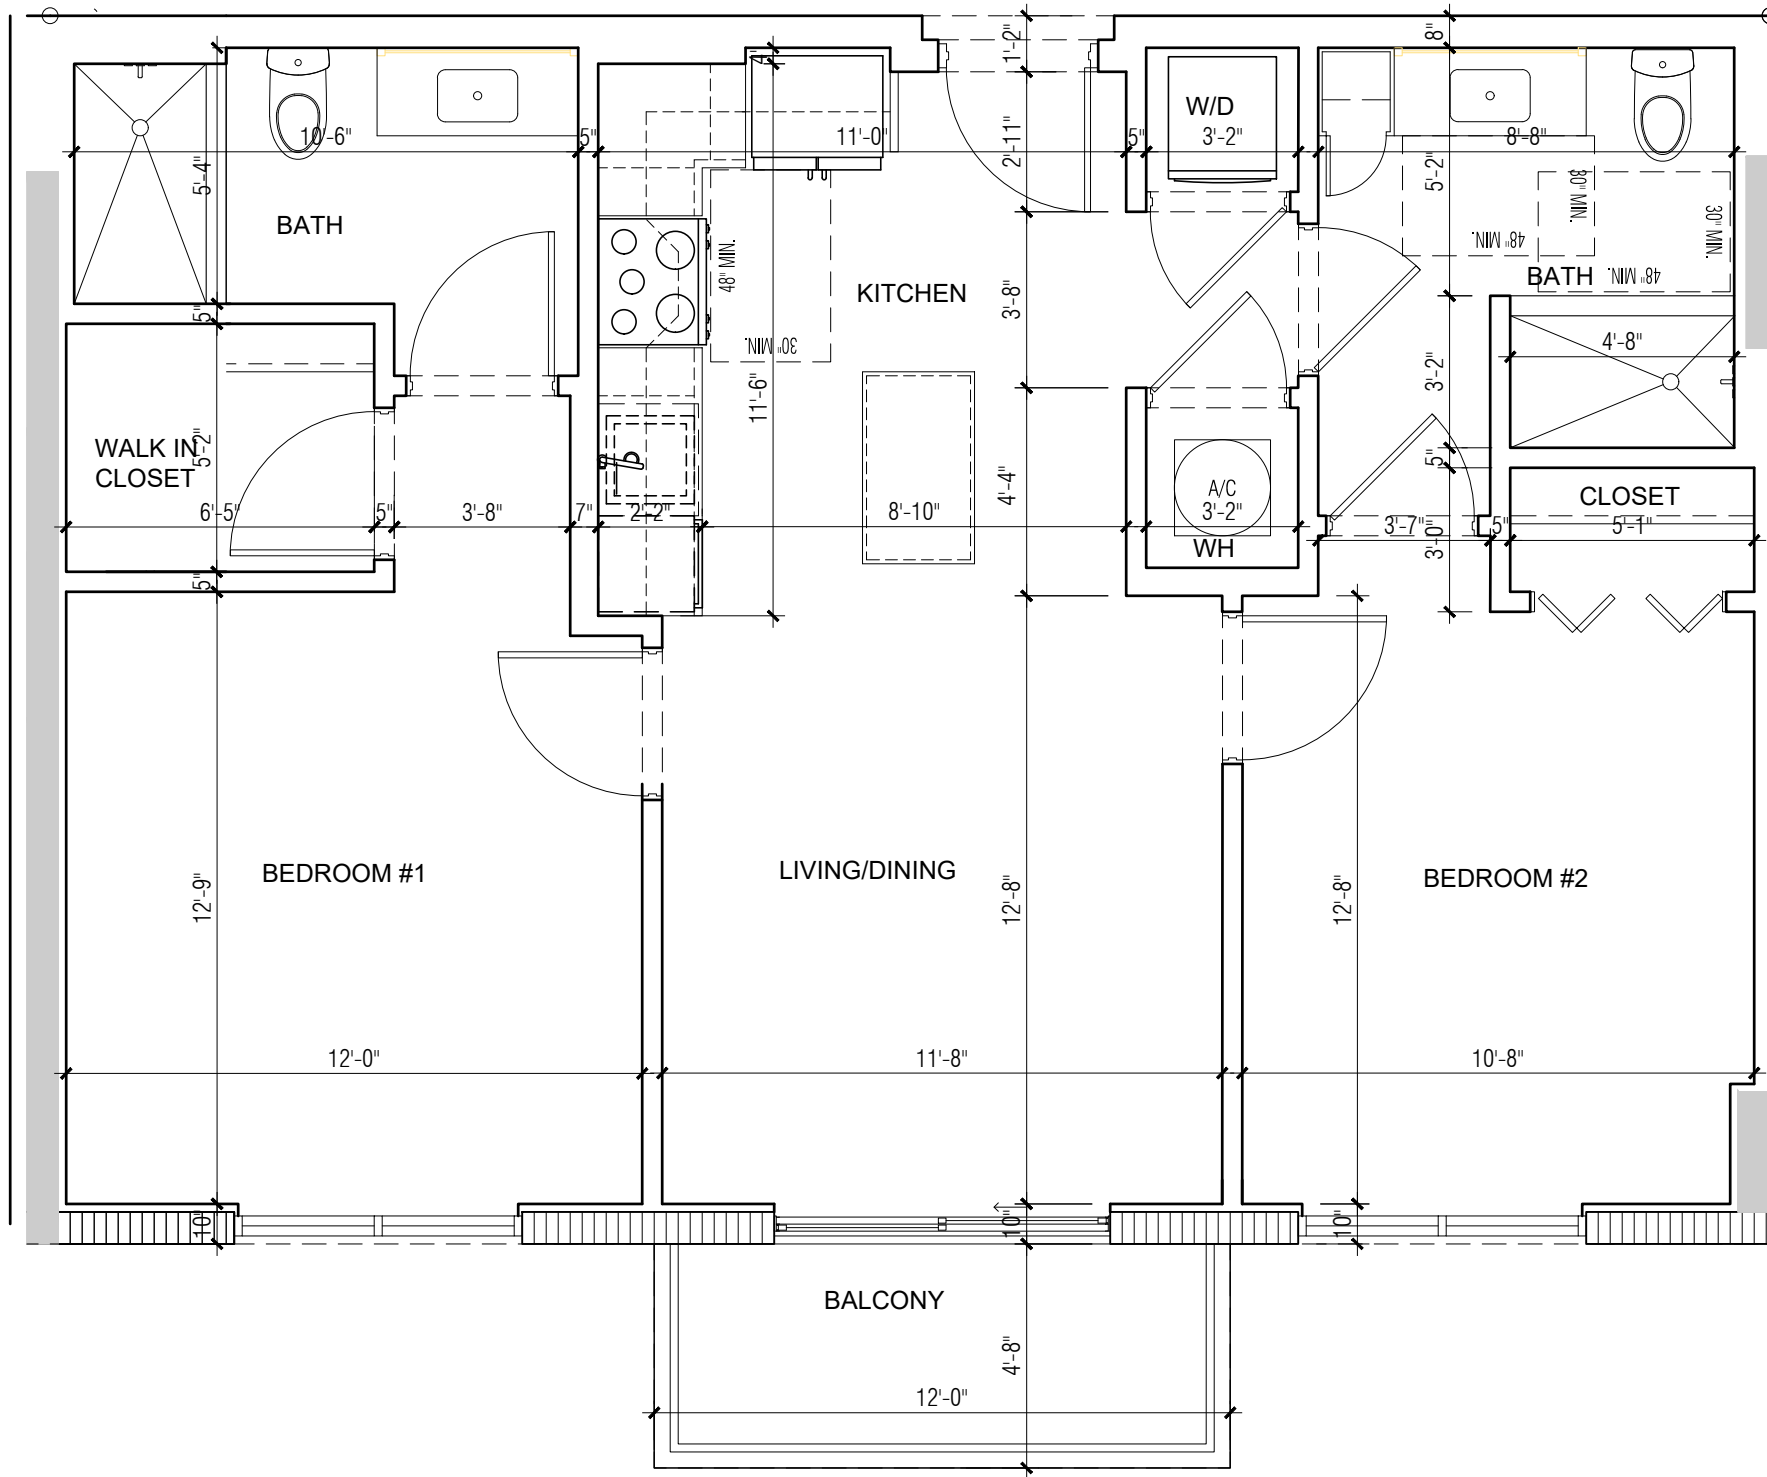 1'-2"
8"
4"
W/D
10'-6"
5"
11'-0"
2'-11"
5"
3'-2"
8'-8"
5'-4"
5'-2"
30" MIN.
30" MIN.
BATH
48" MIN.
48" MIN.
BATH
48" MIN.
KITCHEN
3'-8"
5"
30" MIN.
4'-8"
3'-2"
11'-6"
WALK IN
CLOSET
5'-2"
5"
4'-4"
A/C
CLOSET
6'-5"
5"
3'-8"
7"
2'-2"
8'-10"
3'-2"
3'-7"
3'-0"
5"
5'-1"
WH
5"
BEDROOM #1
LIVING/DINING
BEDROOM #2
12'-9"
12'-8"
12'-8"
12'-0"
11'-8"
10'-8"
10"
10"
10"
BALCONY
4'-8"
12'-0"